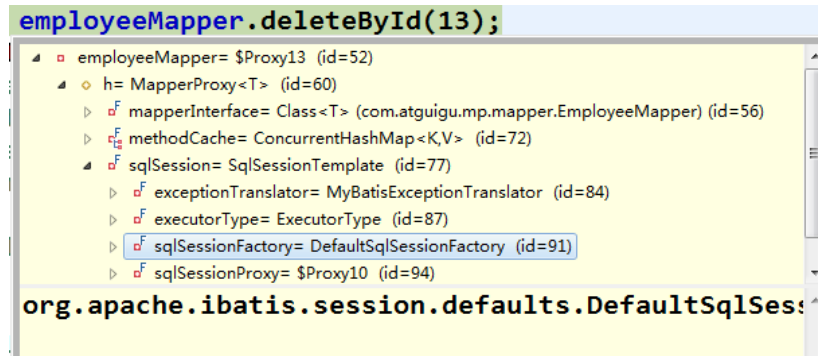 employeeMapper.deleteById(13);
employeeMapper= $Proxy13 (id=52)
h= MapperProxy<T> (id=60)
mapperInterface= Class<T> (com.atguigu.mp.mapper.EmployeeMapper) (id=56)
methodCache= ConcurrentHashMap<K,V> (id=72)
sqlSession= SqlSessionTemplate (id=77)
exceptionTranslator= MyBatisExceptionTranslator (id=84)
executorType= ExecutorType (id=87)
sqlSessionFactory= DefaultSqlSessionFactory (id=91)
sqlSessionProxy= $Proxy10 (id=94)
org.apache.ibatis.session.defaults.DefaultSqlSes